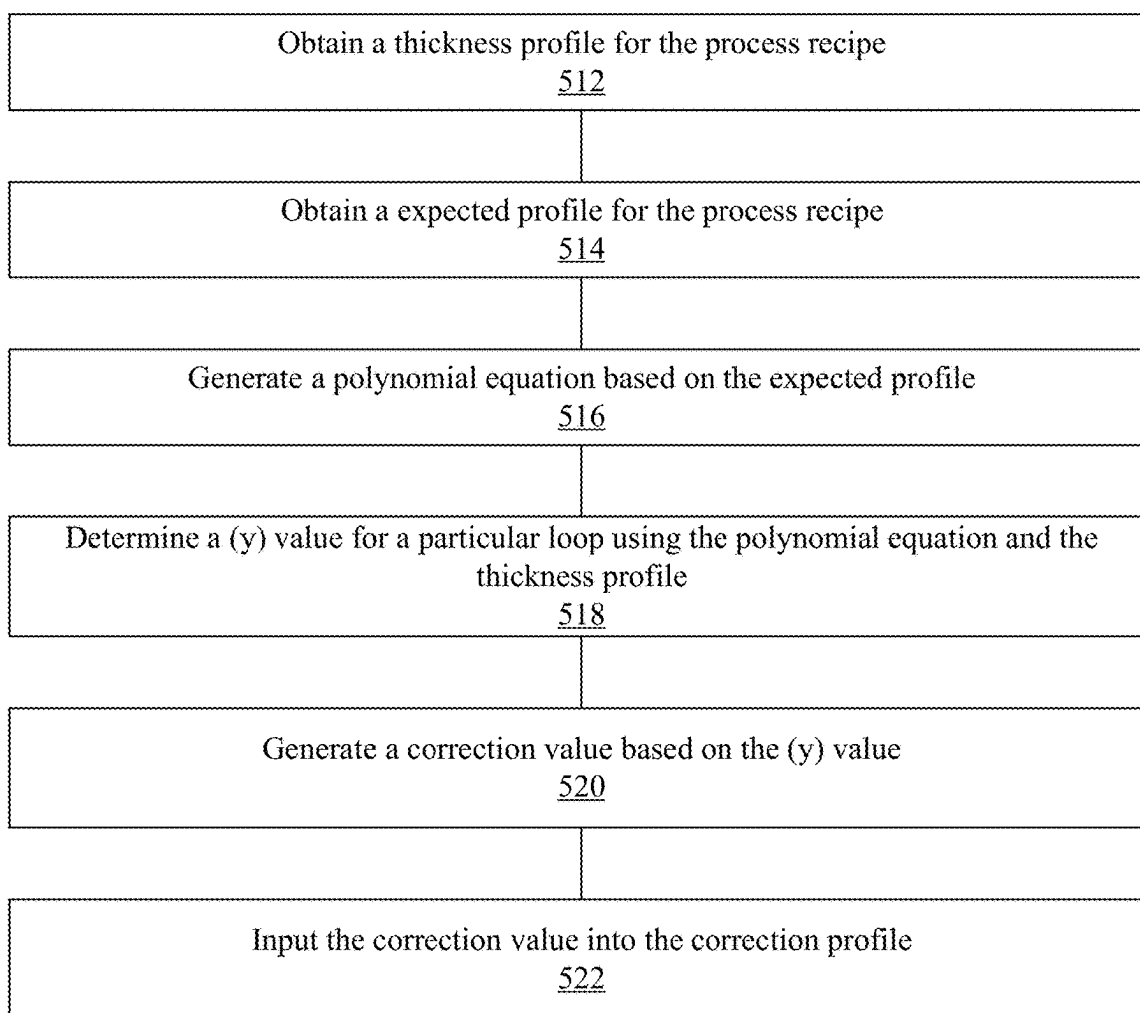 Obtain a thickness profile for the process recipe
512
Obtain a expected profile for the process recipe
514
Generate a polynomial equation based on the expected profile
516
Determine a (y) value for a particular loop using the polynomial equation and the
thickness profile
518
Generate a correction value based on the (y) value
520
Input the correction value into the correction profile
522